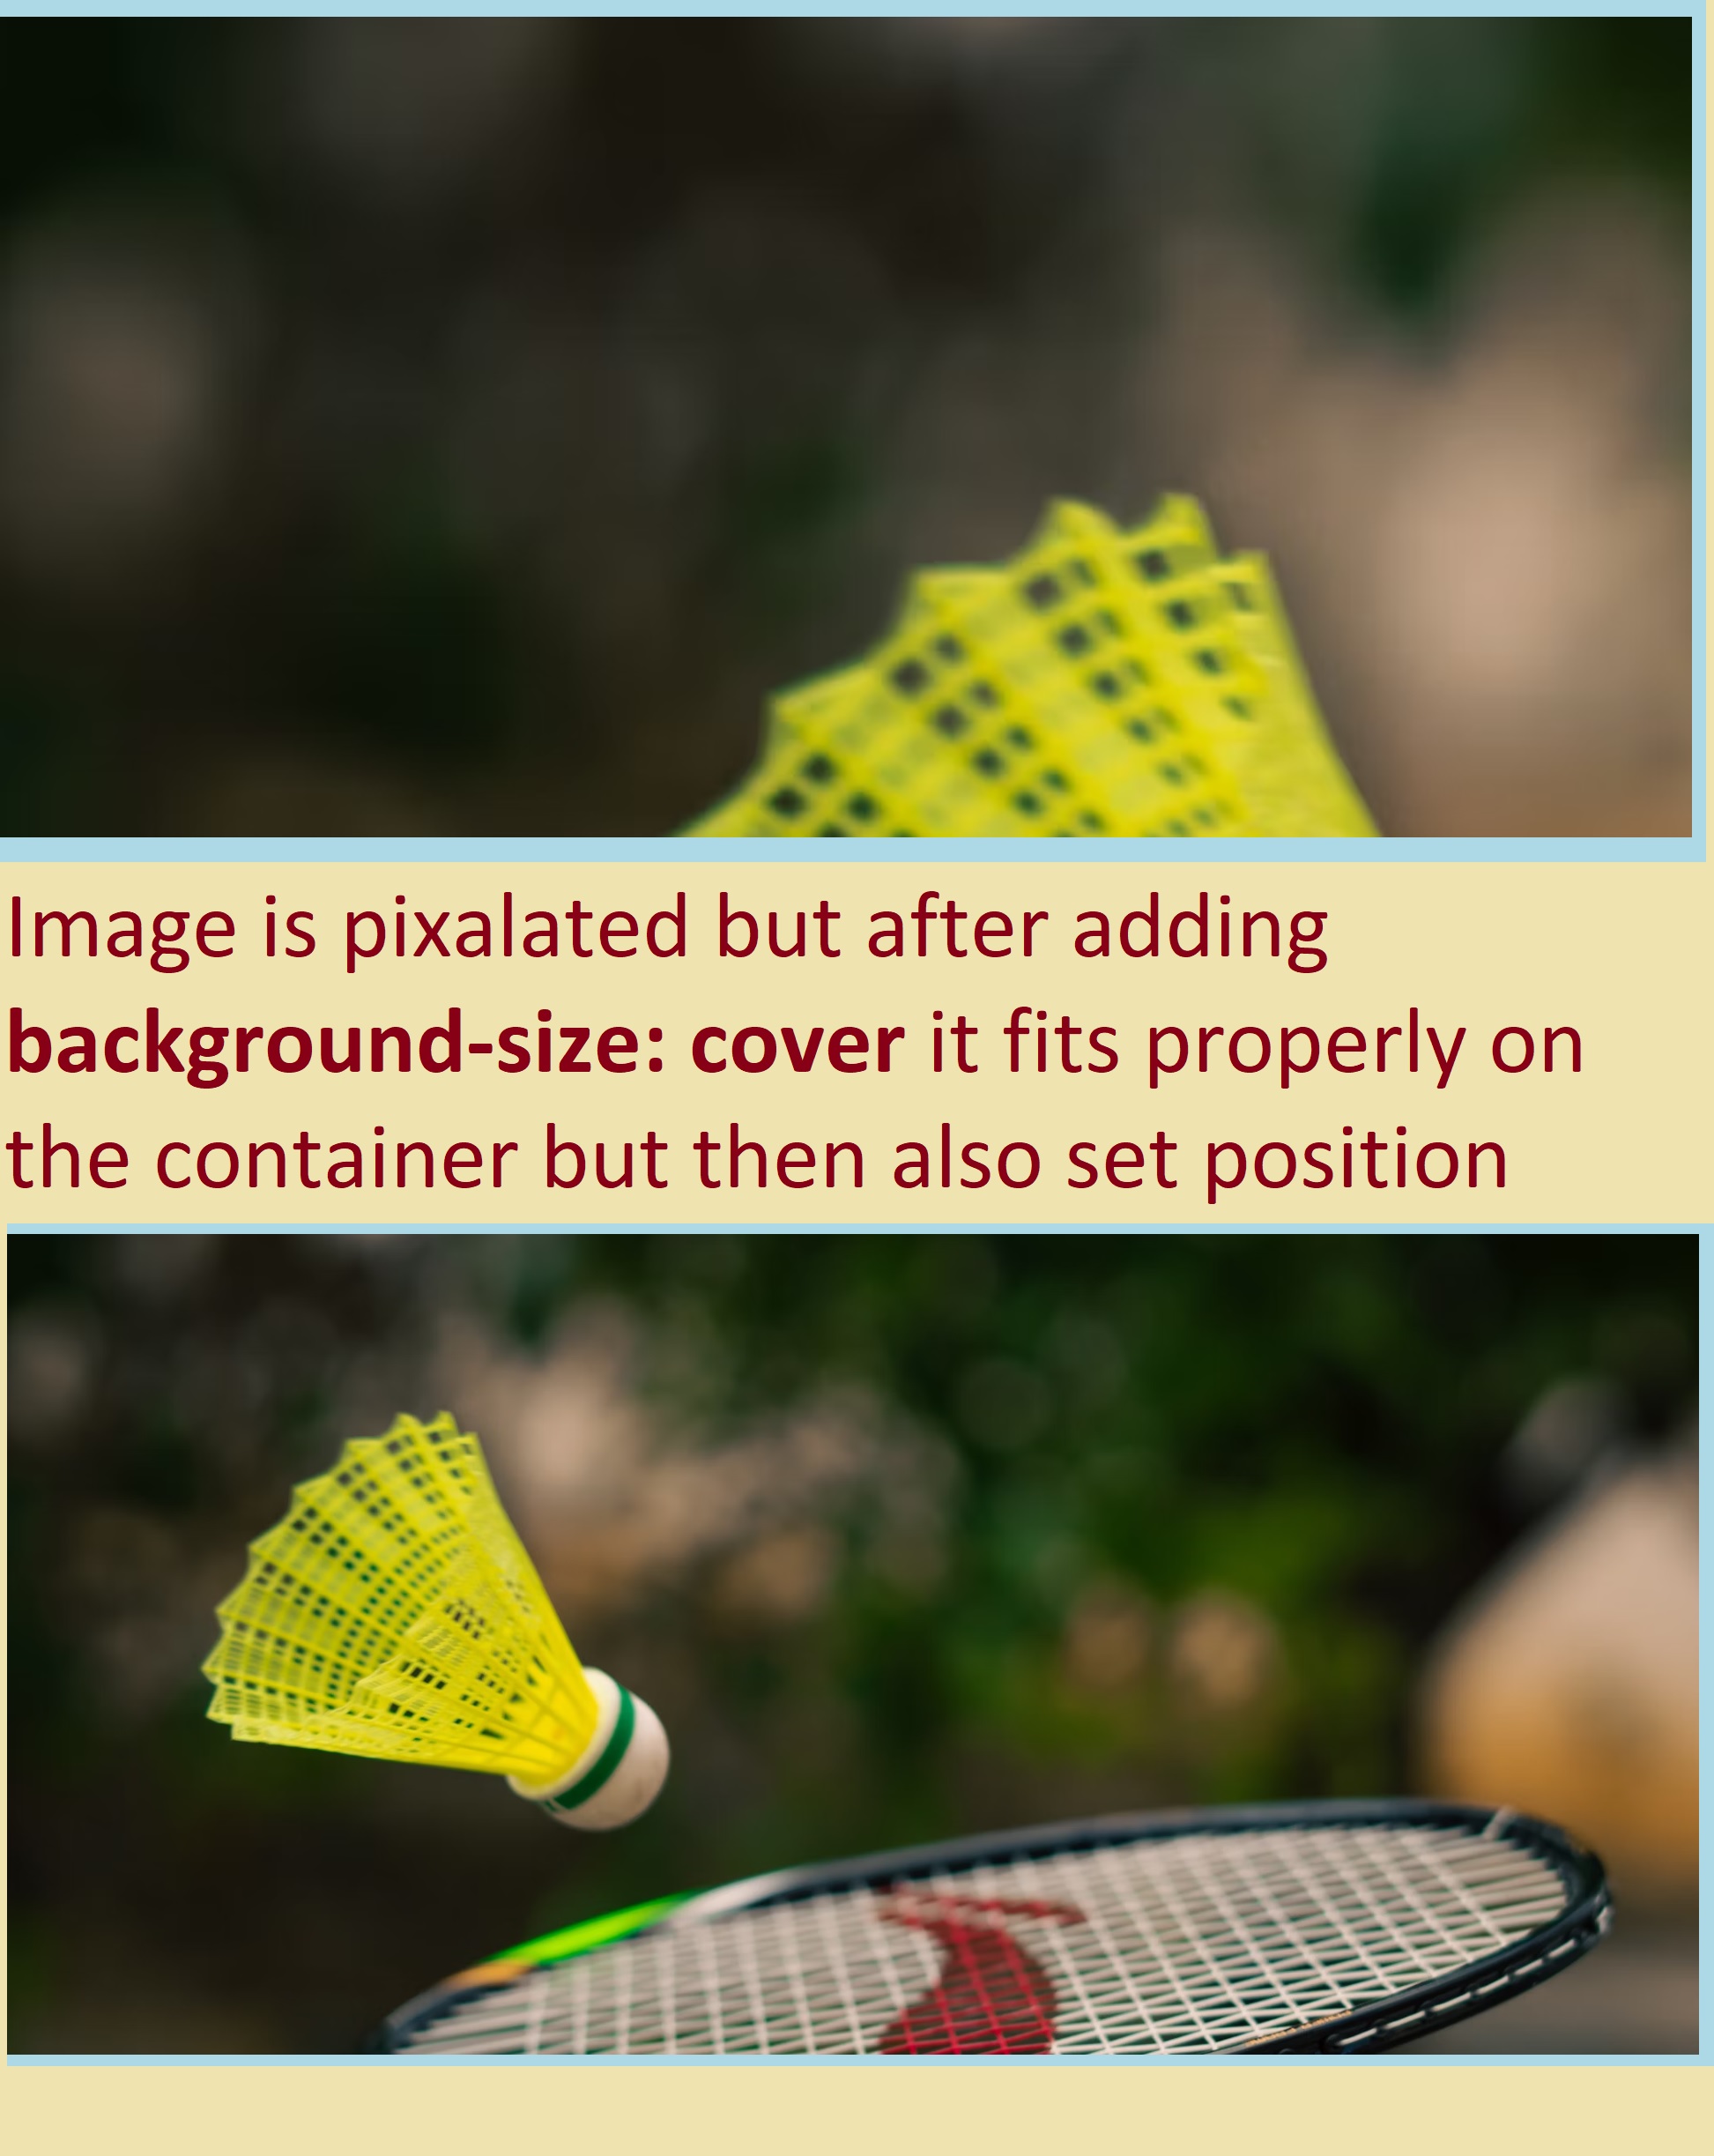 Image is pixalated but after adding
background-size: cover it fits properly on
the container but then also set position